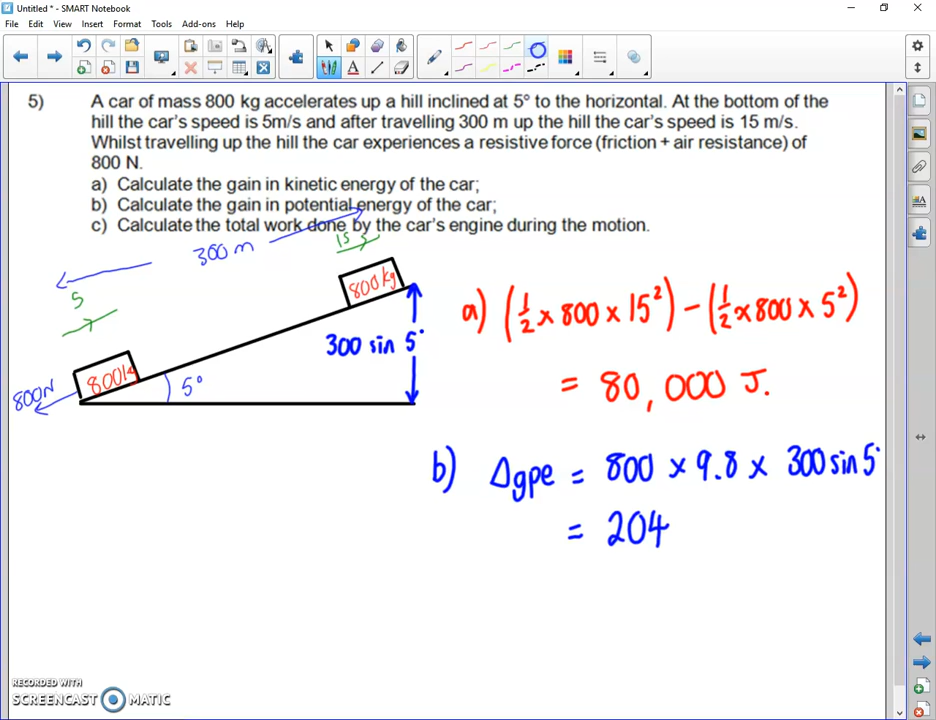 Untitled * - SMART Notebook
File Edit View Insert Format Tools Add-ons Help
5) A car of mass 800 kg accelerates up a hill inclined at 5° to the horizontal. At the bottom of the
hill the car's speed is 5m/s and after travelling 300 m up the hill the car's speed is 15 m/s.
Whilst travelling up the hill the car experiences a resistive force (friction + air resistance) of
800 N.
a) Calculate the gain in kinetic energy of the car;
b) Calculate the gain in potential energy of the car;
c) Calculate the total work done by the car's engine during the motion.
300 m
15
5
800kg
800N
800kg
5°
300 sin 5°
a) (½ × 800 × 15²) − (½ × 800 × 5²)
= 80,000 J.
b) Δgpe = 800 × 9.8 × 300 sin 5°
= 204
RECORDED WITH
SCREENCAST MATIC